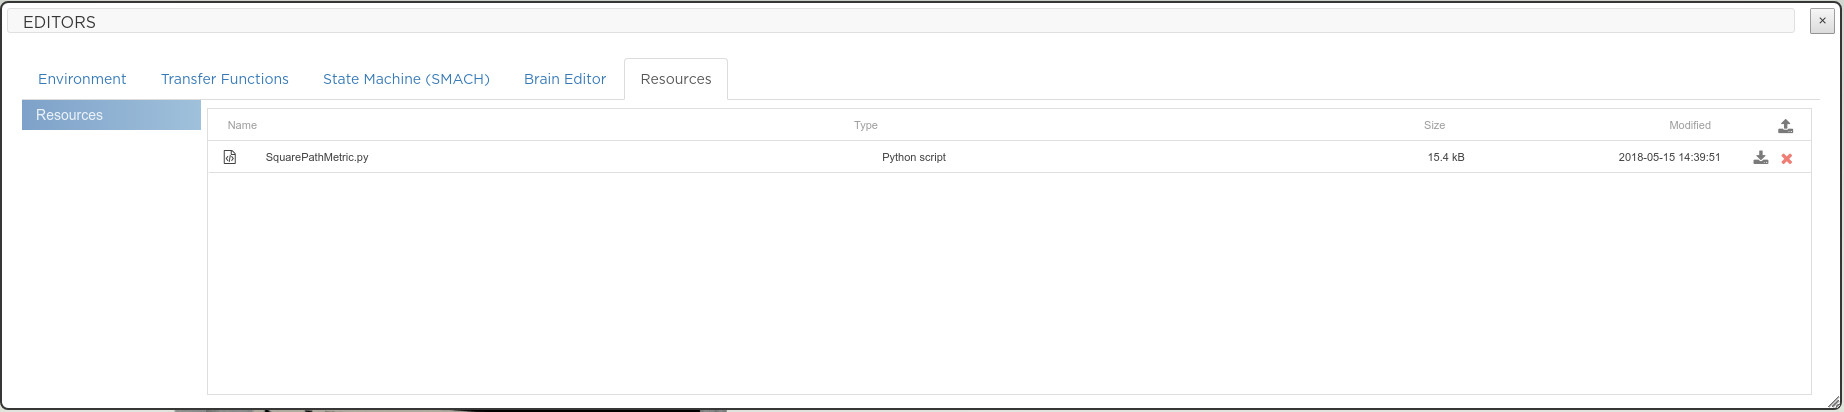 EDITORS
×
Environment Transfer Functions State Machine (SMACH) Brain Editor Resources
Resources
Name Type Size Modified
SquarePathMetric.py Python script 15.4 kB 2018-05-15 14:39:51